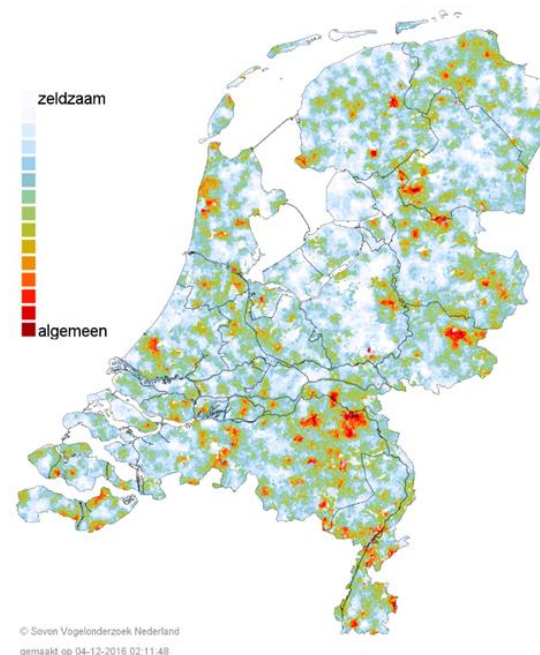 zeldzaam
algemeen
© Sovon Vogelonderzoek Nederland
gemaakt op 04-12-2016 02:11:48